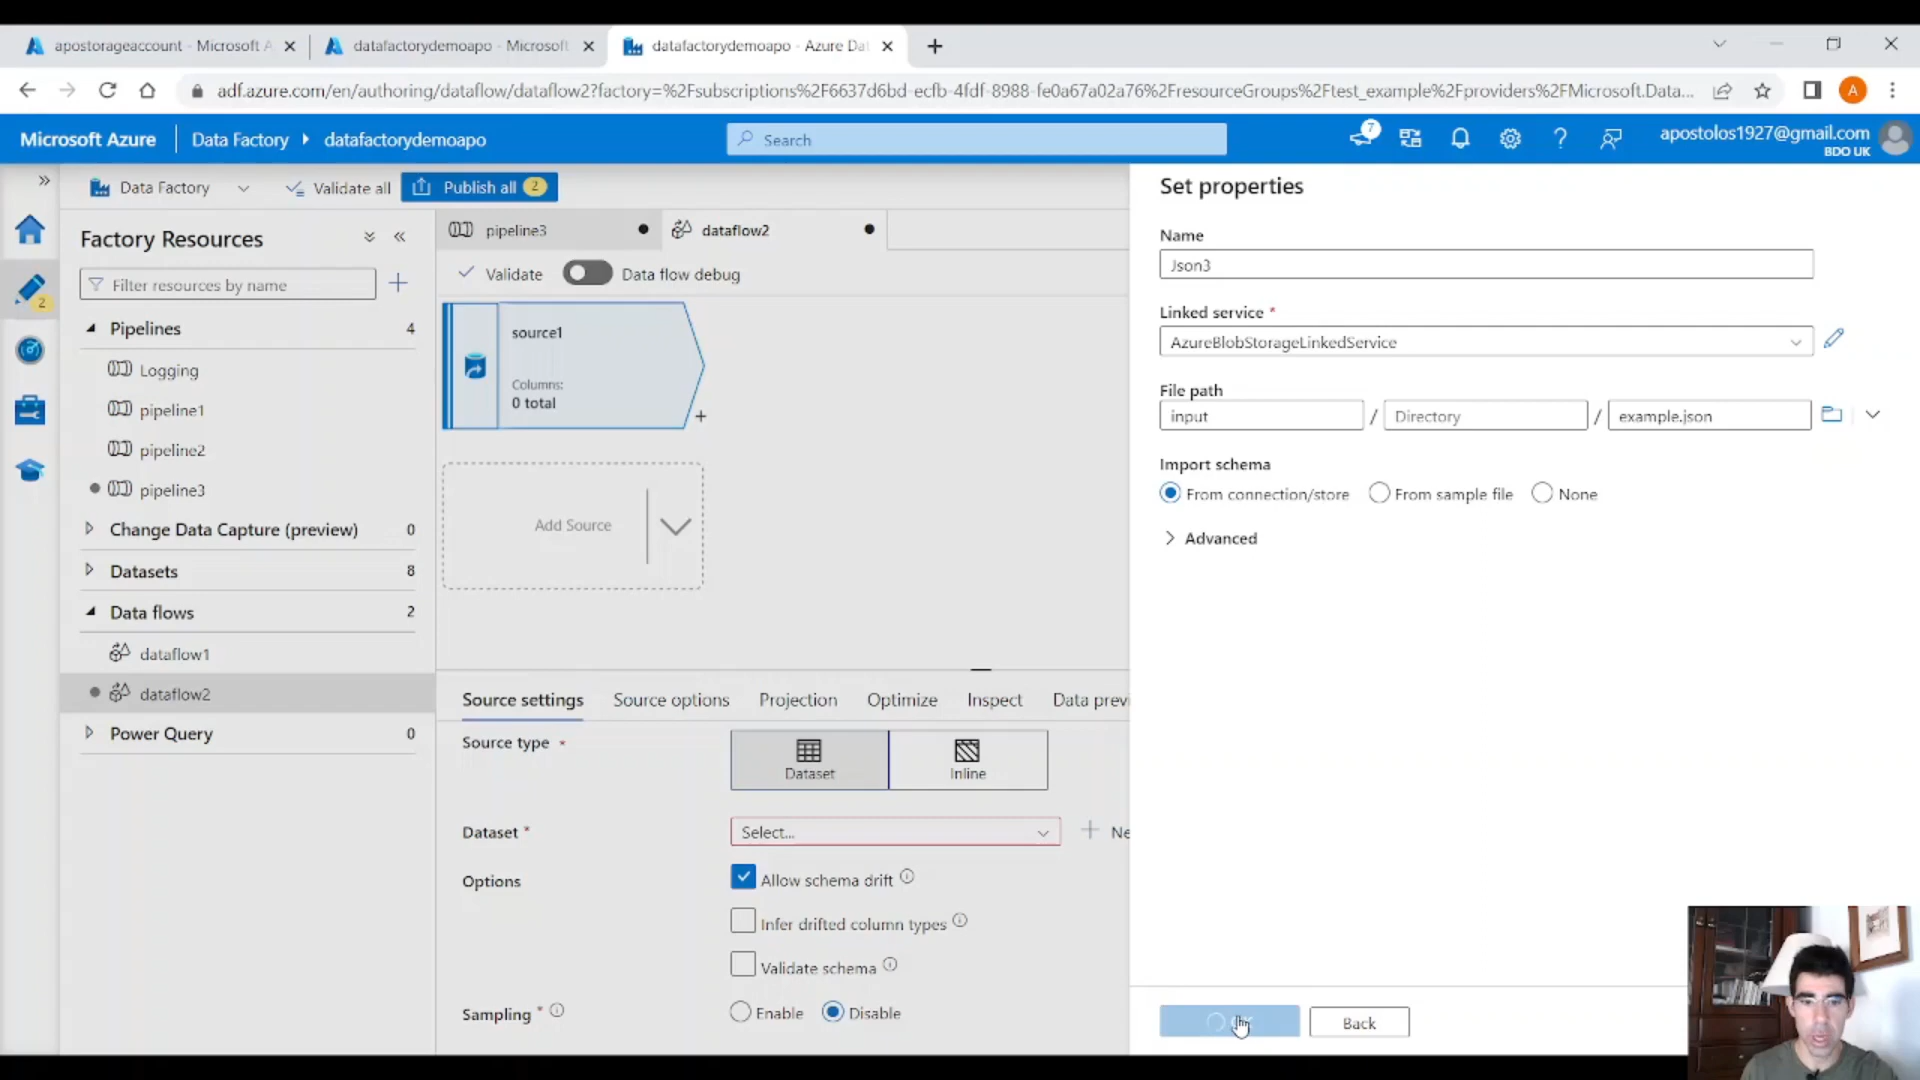 apostorageaccount - Microsoft A
datafactorydemoapo - Microsoft
datafactorydemoapo - Azure Dat
adf.azure.com/en/authoring/dataflow/dataflow2?factory=%2Fsubscriptions%2F6637d6bd-ecfb-4fdf-8988-fe0a67a02a76%2FresourceGroups%2Ftest_example%2Fproviders%2FMicrosoft.Data...
A
Microsoft Azure
Data Factory
datafactorydemoapo
Search
7
apostolos1927@gmail.com
BDO UK
Data Factory
Validate all
Publish all 2
2
Factory Resources
Filter resources by name
Pipelines 4
Logging
pipeline1
pipeline2
pipeline3
Change Data Capture (preview) 0
Datasets 8
Data flows 2
dataflow1
dataflow2
Power Query 0
pipeline3
dataflow2
Validate
Data flow debug
source1
Columns:
0 total
+
Add Source
Source settings
Source options
Projection
Optimize
Inspect
Data previ
Source type *
Dataset
Inline
Dataset *
Select...
Ne
Options
Allow schema drift
Infer drifted column types
Validate schema
Sampling *
Enable
Disable
Set properties
Name
Json3
Linked service *
AzureBlobStorageLinkedService
File path
input / Directory / example.json
Import schema
From connection/store
From sample file
None
Advanced
Back